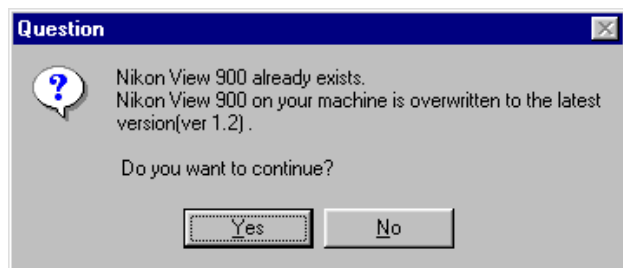 Question
Nikon View 900 already exists.
Nikon View 900 on your machine is overwritten to the latest
version(ver 1.2) .
Do you want to continue?
Yes No